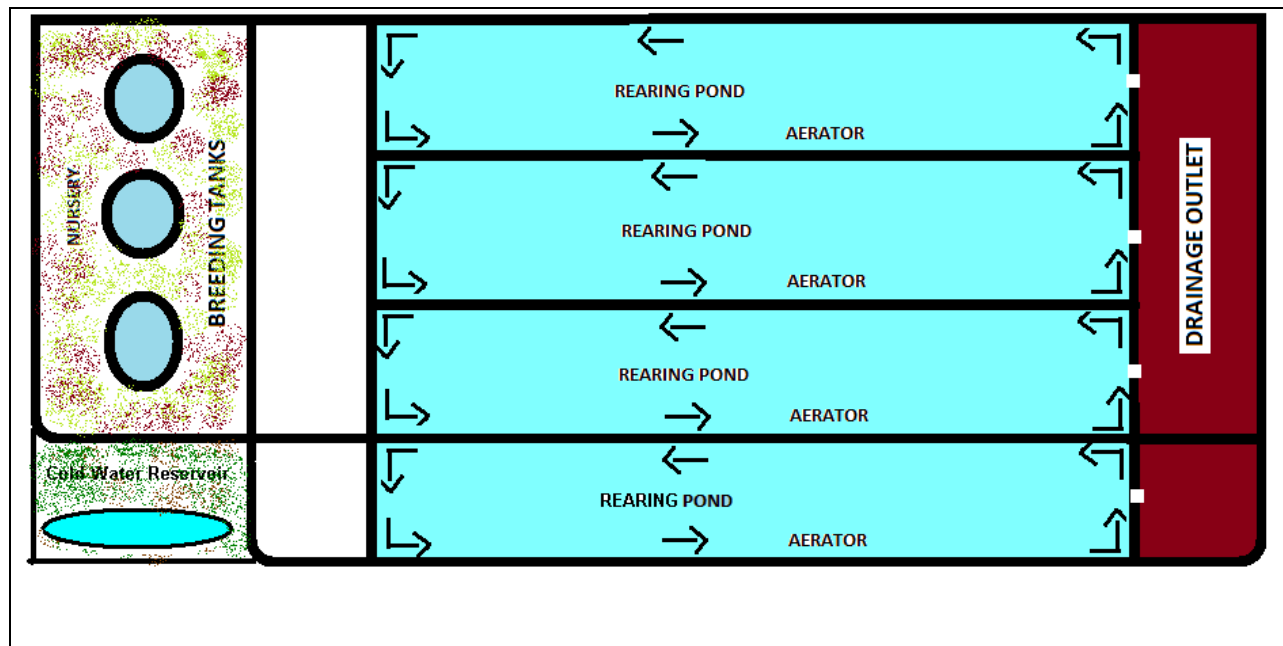 NURSERY
BREEDING TANKS
REARING POND
AERATOR
REARING POND
AERATOR
REARING POND
AERATOR
REARING POND
AERATOR
DRAINAGE OUTLET
Cold Water Reservoir